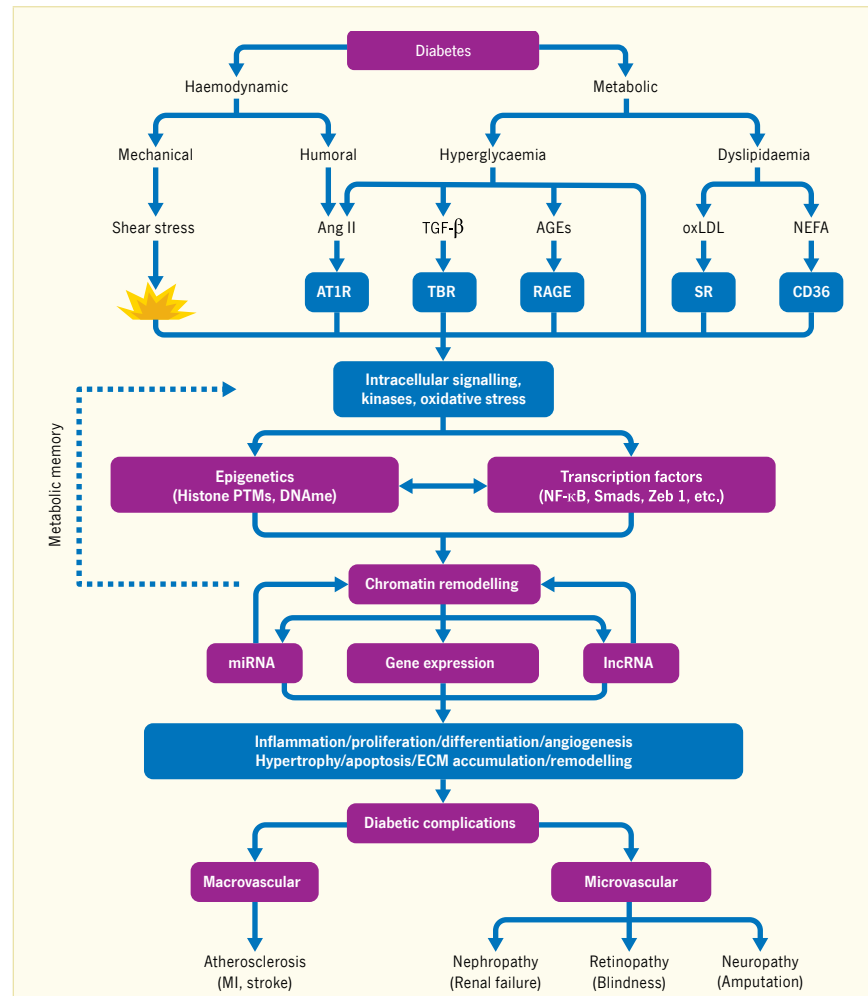 Diabetes
Haemodynamic
Metabolic
Mechanical
Humoral
Hyperglycaemia
Dyslipidaemia
Shear stress
Ang II
TGF-β
AGEs
oxLDL
NEFA
AT1R
TBR
RAGE
SR
CD36
Intracellular signalling,
kinases, oxidative stress
Metabolic memory
Epigenetics
(Histone PTMs, DNAme)
Transcription factors
(NF-κB, Smads, Zeb 1, etc.)
Chromatin remodelling
miRNA
Gene expression
lncRNA
Inflammation/proliferation/differentiation/angiogenesis
Hypertrophy/apoptosis/ECM accumulation/remodelling
Diabetic complications
Macrovascular
Microvascular
Atherosclerosis
(MI, stroke)
Nephropathy
(Renal failure)
Retinopathy
(Blindness)
Neuropathy
(Amputation)